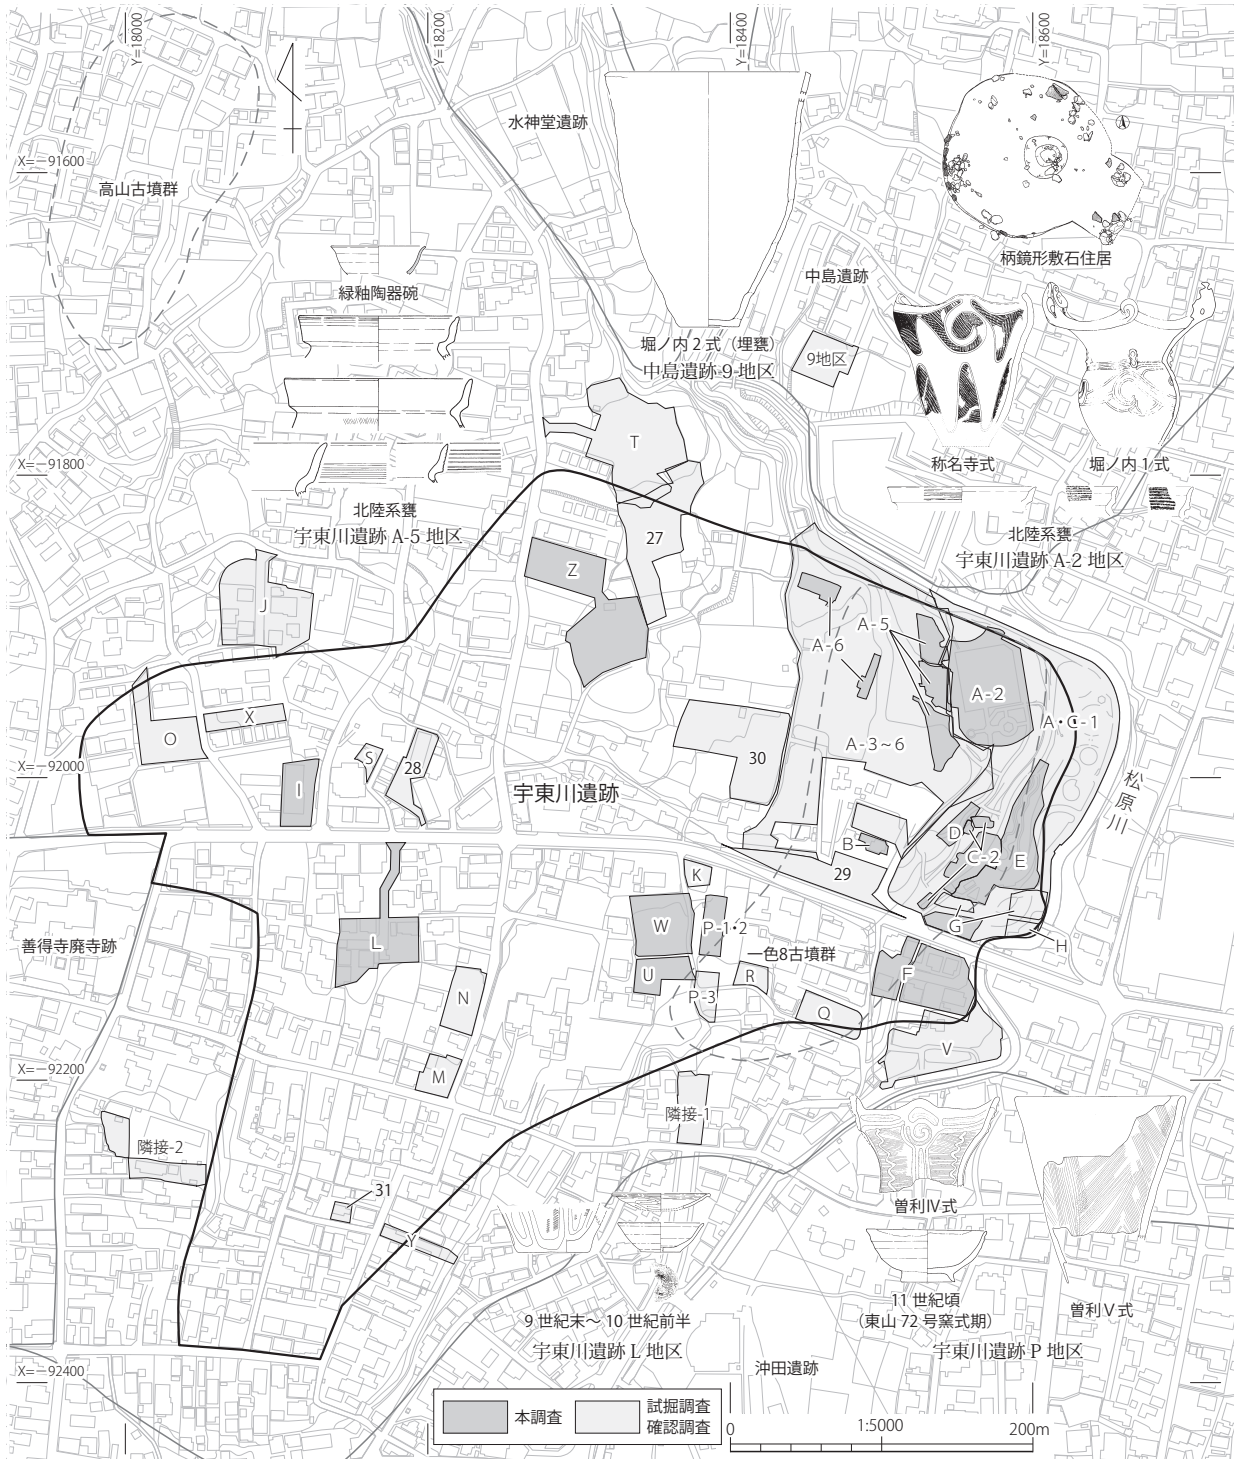 Y=18000
Y=18200
Y=18400
Y=18600
X=−91600
X=−91800
X=−92000
X=−92200
X=−92400
水神堂遺跡
高山古墳群
緑釉陶器碗
北陸系甕
宇東川遺跡 A-5 地区
堀ノ内 2 式（埋甕）
中島遺跡 9 地区
中島遺跡
9地区
柄鏡形敷石住居
称名寺式
堀ノ内 1 式
北陸系甕
宇東川遺跡 A-2 地区
T
27
Z
J
A-5
A-6
A-2
A・C-1
O
X
I
S
28
30
A-3~6
宇東川遺跡
松原川
B
D
C-2
E
29
K
G
H
W
P-1・2
L
善得寺廃寺跡
一色8古墳群
U
R
F
N
P-3
Q
V
M
隣接-1
隣接-2
31
Y
曽利Ⅳ式
9 世紀末～ 10 世紀前半
宇東川遺跡 L 地区
11 世紀頃
（東山 72 号窯式期）
曽利Ⅴ式
宇東川遺跡 P 地区
沖田遺跡
本調査
試掘調査
確認調査
0
1:5000
200m